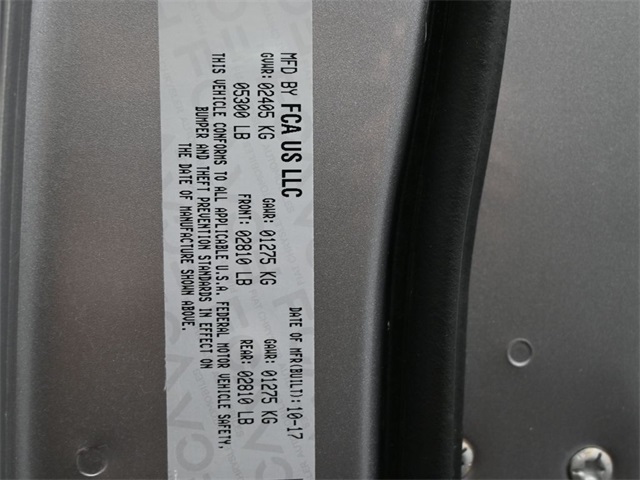 MFD BY FCA US LLC DATE OF MFR(BUILT): 10-17
GVWR: 02405 KG GAWR: 01275 KG GAWR: 01275 KG
05300 LB FRONT: 02810 LB REAR: 02810 LB
THIS VEHICLE CONFORMS TO ALL APPLICABLE U.S.A. FEDERAL MOTOR VEHICLE SAFETY,
BUMPER AND THEFT PREVENTION STANDARDS IN EFFECT ON
THE DATE OF MANUFACTURE SHOWN ABOVE.